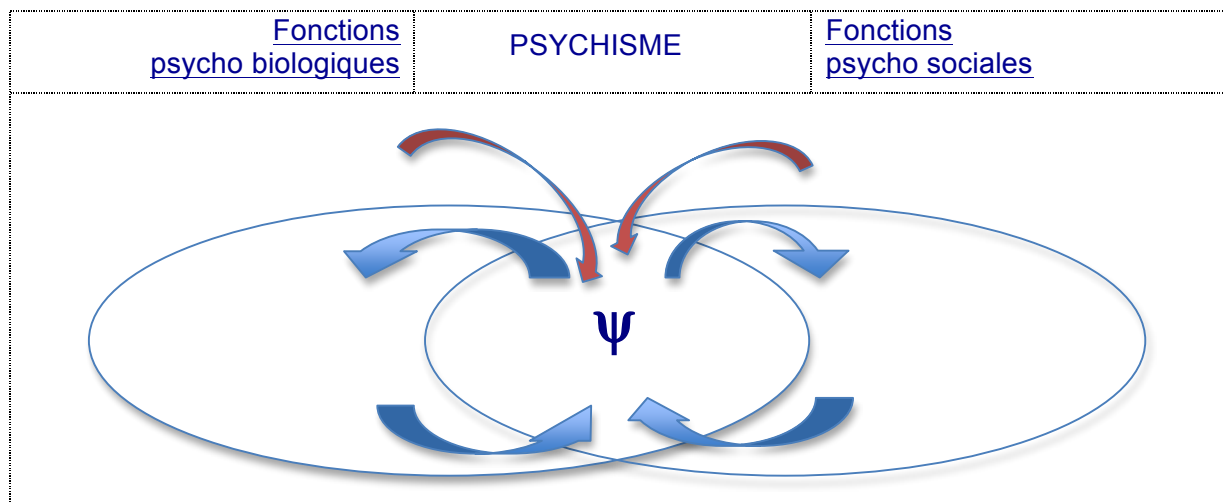 Fonctions
psycho biologiques
PSYCHISME
Fonctions
psycho sociales
Ψ